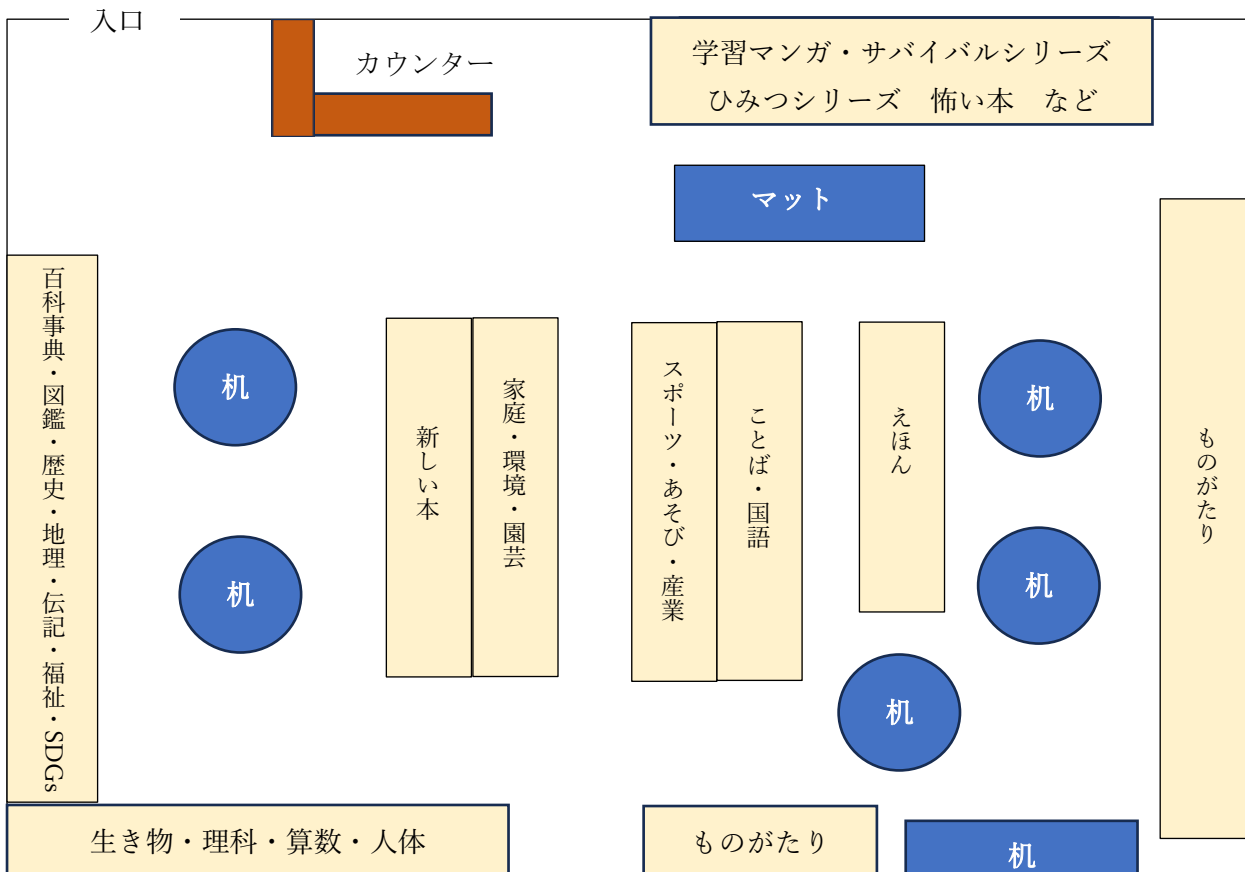 入口
カウンター
学習マンガ・サバイバルシリーズ
ひみつシリーズ　怖い本　など
マット
百科事典・図鑑・歴史・地理・伝記・福祉・SDGs
机
机
新しい本
家庭・環境・園芸
スポーツ・あそび・産業
ことば・国語
えほん
机
机
机
ものがたり
生き物・理科・算数・人体
ものがたり
机